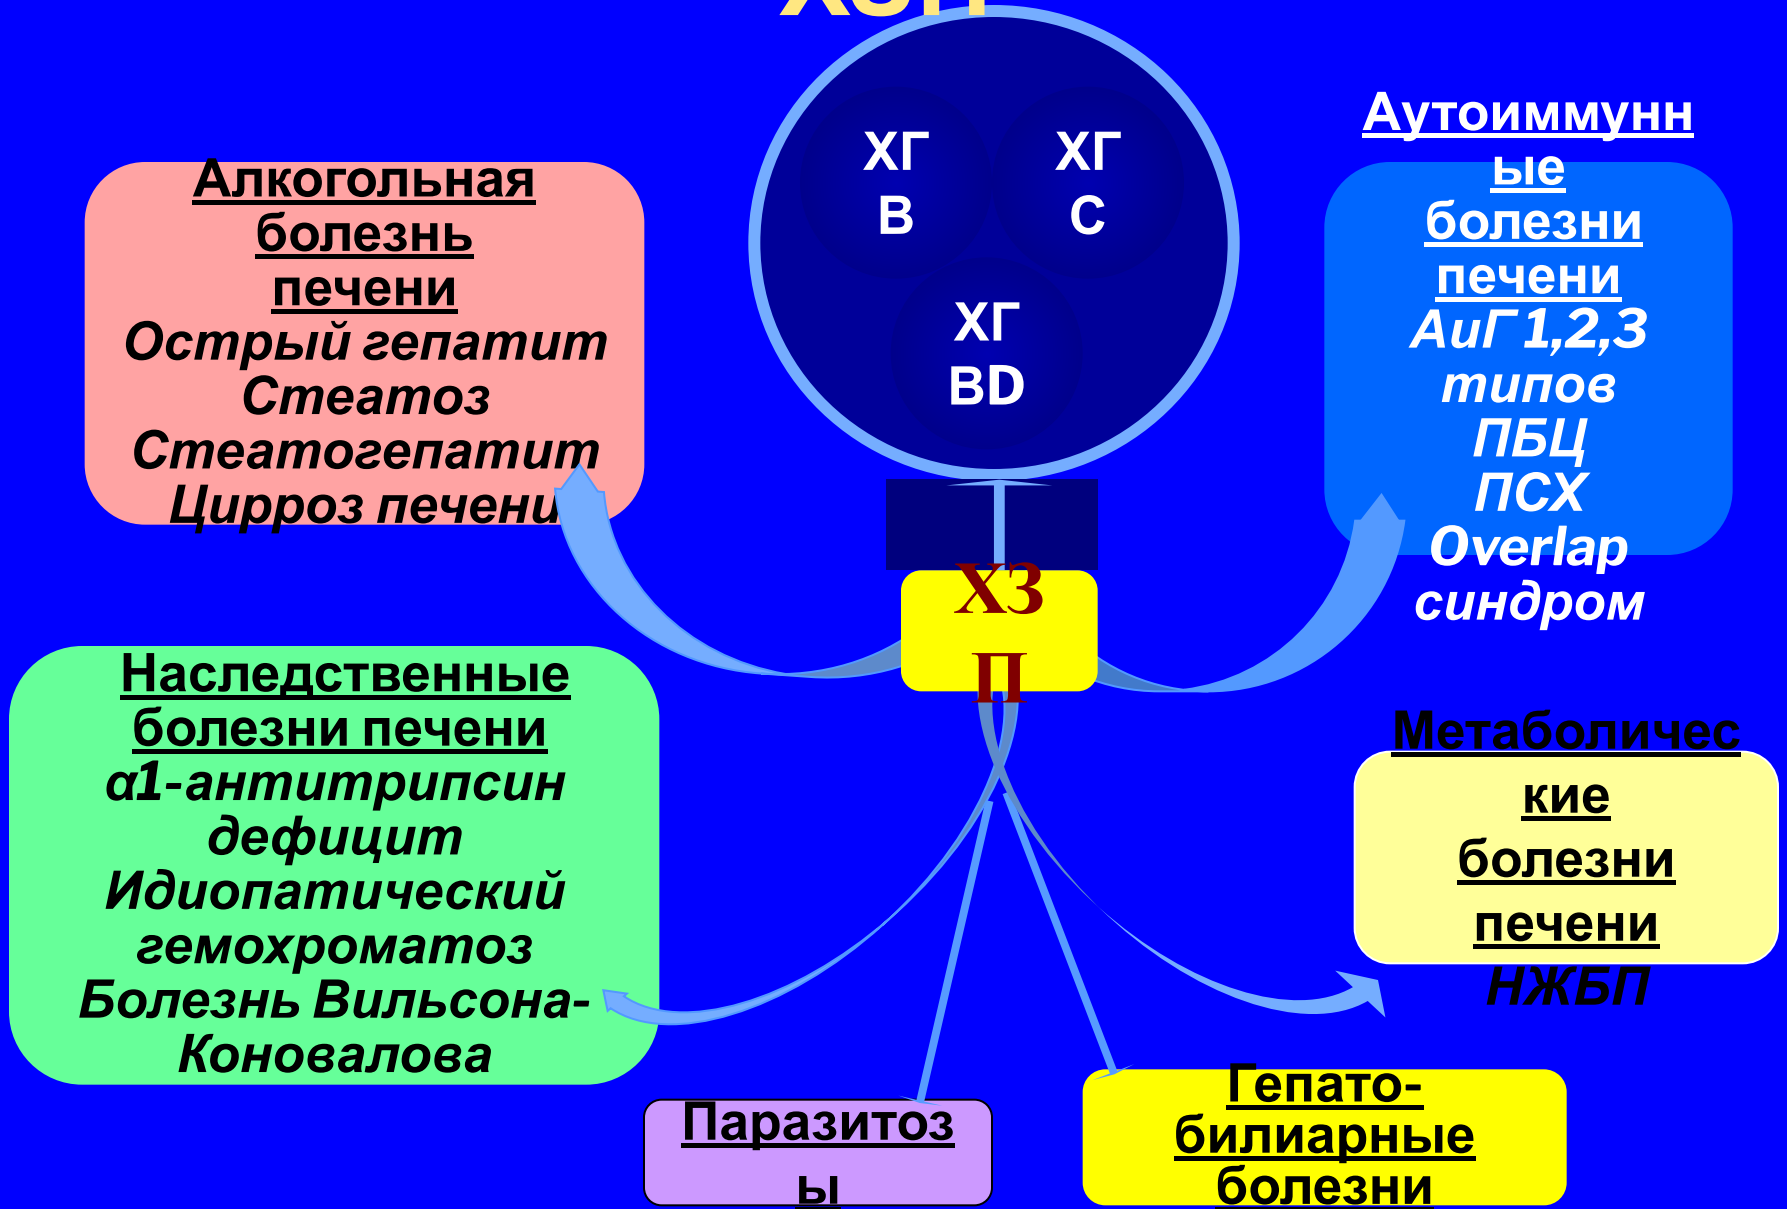 ХЗП
ХГ
В
ХГ
С
ХГ
ВD
Алкогольная
болезнь
печени
Острый гепатит
Стеатоз
Стеатогепатит
Цирроз печени
Аутоиммунн
ые
болезни
печени
АиГ 1,2,3
типов
ПБЦ
ПСХ
Overlap
синдром
ХЗ
П
Наследственные
болезни печени
α1-антитрипсин
дефицит
Идиопатический
гемохроматоз
Болезнь Вильсона-
Коновалова
Метаболичес
кие
болезни
печени
НЖБП
Паразитоз
ы
Гепато-
билиарные
болезни